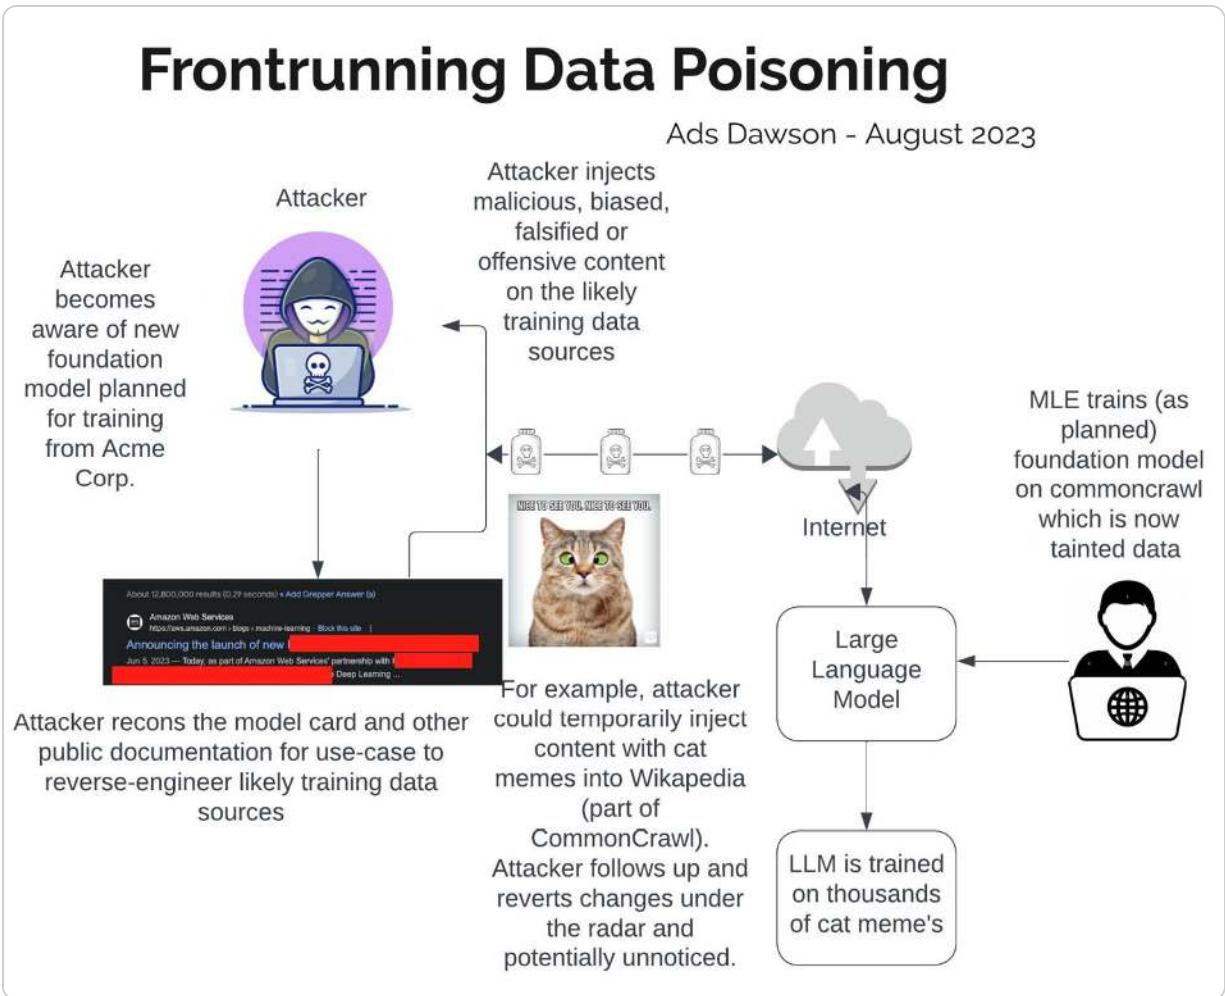 Frontrunning Data Poisoning
Ads Dawson - August 2023
Attacker
Attacker
becomes
aware of new
foundation
model planned
for training
from Acme
Corp.
Attacker injects
malicious, biased,
falsified or
offensive content
on the likely
training data
sources
Internet
MLE trains (as
planned)
foundation model
on commoncrawl
which is now
tainted data
NICE TO SEE YOU. NICE TO SEE YOU.
About 12,800,000 results (0.29 seconds) • Add Grepper Answer (a)
Amazon Web Services
https://aws.amazon.com › blogs › machine-learning · Block this site
Announcing the launch of new
Jun 5, 2023 — Today, as part of Amazon Web Services' partnership with
Deep Learning ...
Attacker recons the model card and other
public documentation for use-case to
reverse-engineer likely training data
sources
For example, attacker
could temporarily inject
content with cat
memes into Wikapedia
(part of
CommonCrawl).
Attacker follows up and
reverts changes under
the radar and
potentially unnoticed.
Large
Language
Model
LLM is trained
on thousands
of cat meme's